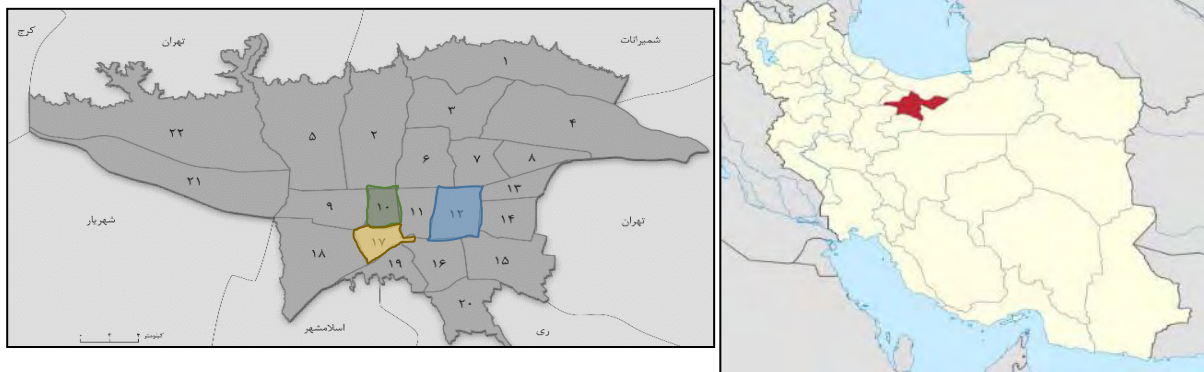 کرج
تهران
شمیرانات
۱
۳
۴
۲۲
۵
۲
۶
۷
۸
۲۱
۱۳
۹
۱۰
۱۱
۱۲
۱۴
شهریار
تهران
۱۷
۱۸
۱۹
۱۶
۱۵
۲۰
اسلامشهر
ری
کیلومتر